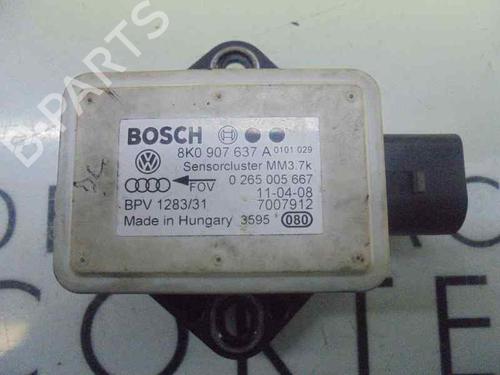 B-PARTS
BOSCH
8K0 907 637 A 0101 029
Sensorcluster MM3.7k
FOV 0 265 005 667
11-04-08
BPV 1283/31 7007912
Made in Hungary 3595 080
CORTE